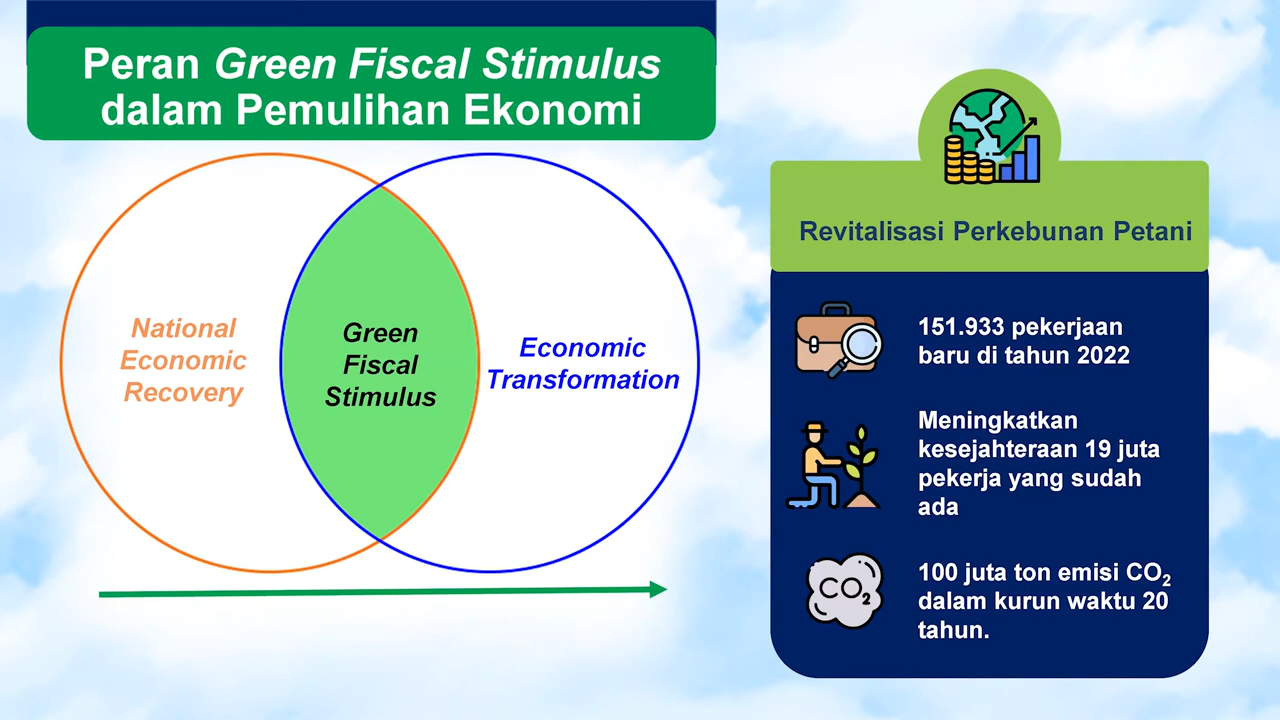 Peran Green Fiscal Stimulus
dalam Pemulihan Ekonomi
National
Economic
Recovery
Green
Fiscal
Stimulus
Economic
Transformation
Revitalisasi Perkebunan Petani
151.933 pekerjaan
baru di tahun 2022
Meningkatkan
kesejahteraan 19 juta
pekerja yang sudah
ada
CO₂
100 juta ton emisi CO₂
dalam kurun waktu 20
tahun.